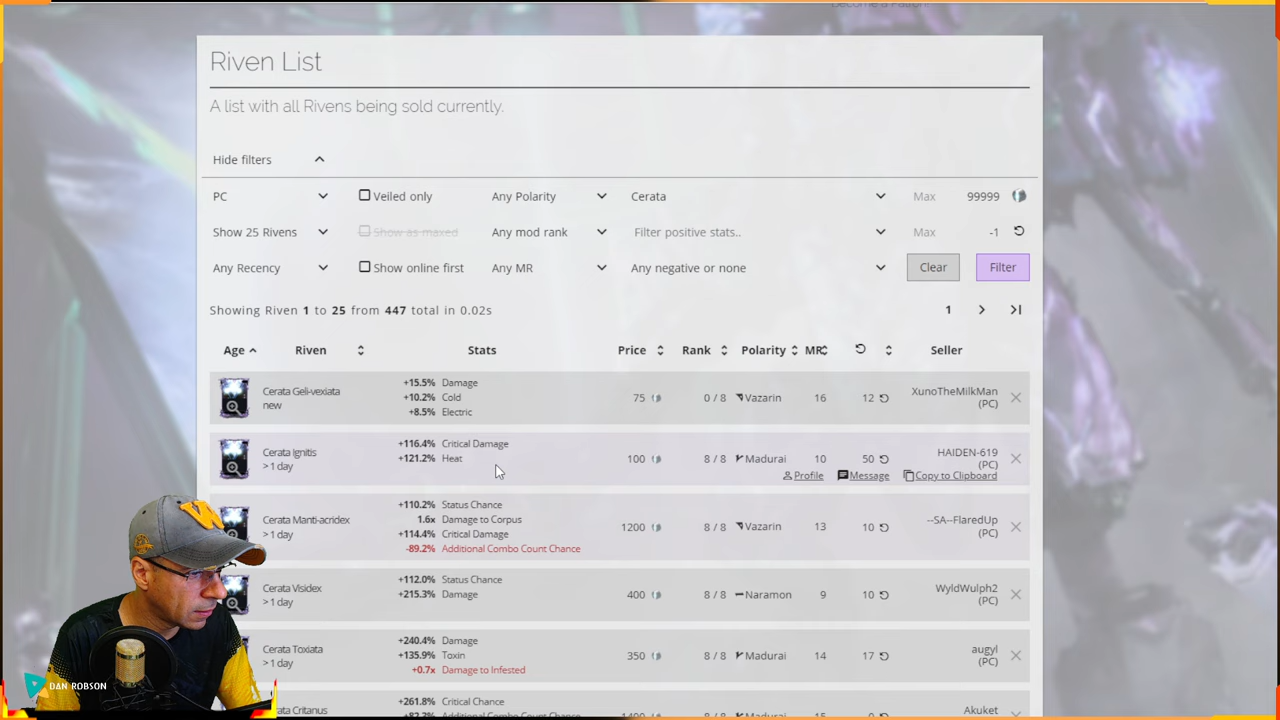 Become a Patron
Riven List
A list with all Rivens being sold currently.
Hide filters
PC Veiled only Any Polarity Cerata Max 99999
Show 25 Rivens Show as maxed Any mod rank Filter positive stats.. Max -1
Any Recency Show online first Any MR Any negative or none Clear Filter
Showing Riven 1 to 25 from 447 total in 0.02s 1
Age Riven Stats Price Rank Polarity MR Seller
Cerata Geli-vexiata
new
+15.5% Damage
+10.2% Cold
+8.5% Electric
75 0 / 8 Vazarin 16 12
XunoTheMilkMan
(PC)
Cerata Ignitis
> 1 day
+116.4% Critical Damage
+121.2% Heat
100 8 / 8 Madurai 10 50
HAIDEN-619
(PC)
Profile Message Copy to Clipboard
Cerata Manti-acridex
> 1 day
+110.2% Status Chance
1.6x Damage to Corpus
+114.4% Critical Damage
-89.2% Additional Combo Count Chance
1200 8 / 8 Vazarin 13 10
--SA--FlaredUp
(PC)
Cerata Visidex
> 1 day
+112.0% Status Chance
+215.3% Damage
400 8 / 8 Naramon 9 10
WyldWulph2
(PC)
Cerata Toxiata
> 1 day
+240.4% Damage
+135.9% Toxin
+0.7x Damage to Infested
350 8 / 8 Madurai 14 17
augyl
(PC)
Cerata Critanus
+261.8% Critical Chance
Additional Combo Count Chance
8 / 8 Madurai
Akuket
W
DAN ROBSON